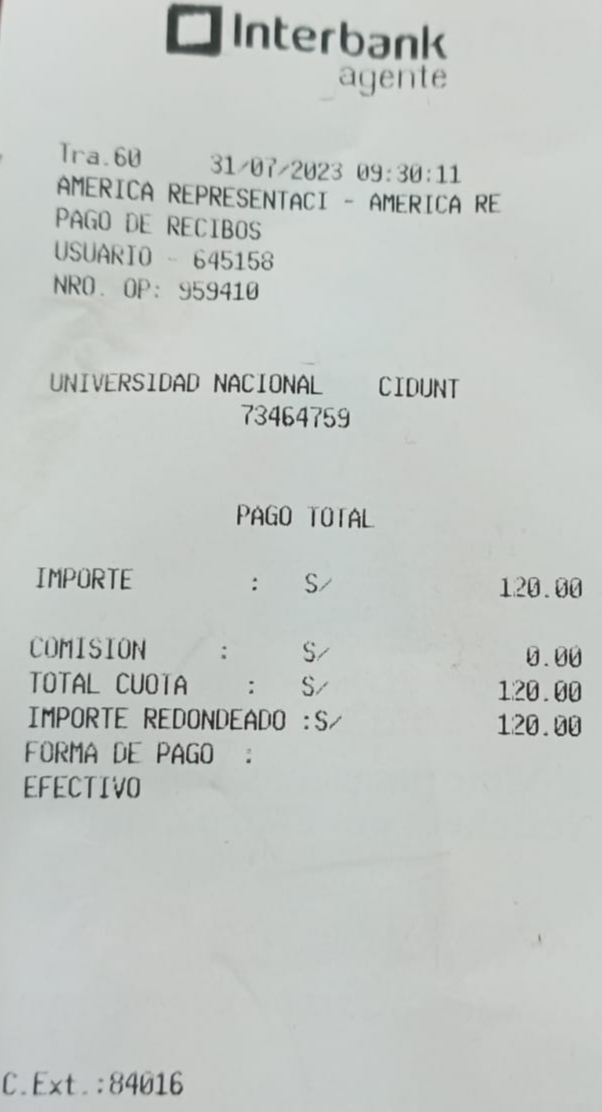 Interbank
agente
Tra.60 31/07/2023 09:30:11
AMERICA REPRESENTACI - AMERICA RE
PAGO DE RECIBOS
USUARIO - 645158
NRO. OP: 959410
UNIVERSIDAD NACIONAL CIDUNT
73464759
PAGO TOTAL
IMPORTE : S/ 120.00
COMISION : S/ 0.00
TOTAL CUOTA : S/ 120.00
IMPORTE REDONDEADO :S/ 120.00
FORMA DE PAGO :
EFECTIVO
C.Ext.:84016